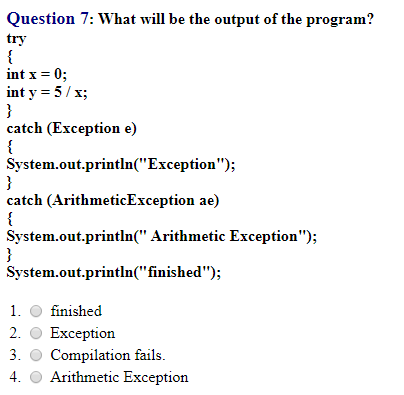 Question 7: What will be the output of the program?
try
{
int x = 0;
int y = 5 / x;
}
catch (Exception e)
{
System.out.println("Exception");
}
catch (ArithmeticException ae)
{
System.out.println(" Arithmetic Exception");
}
System.out.println("finished");
1. finished
2. Exception
3. Compilation fails.
4. Arithmetic Exception